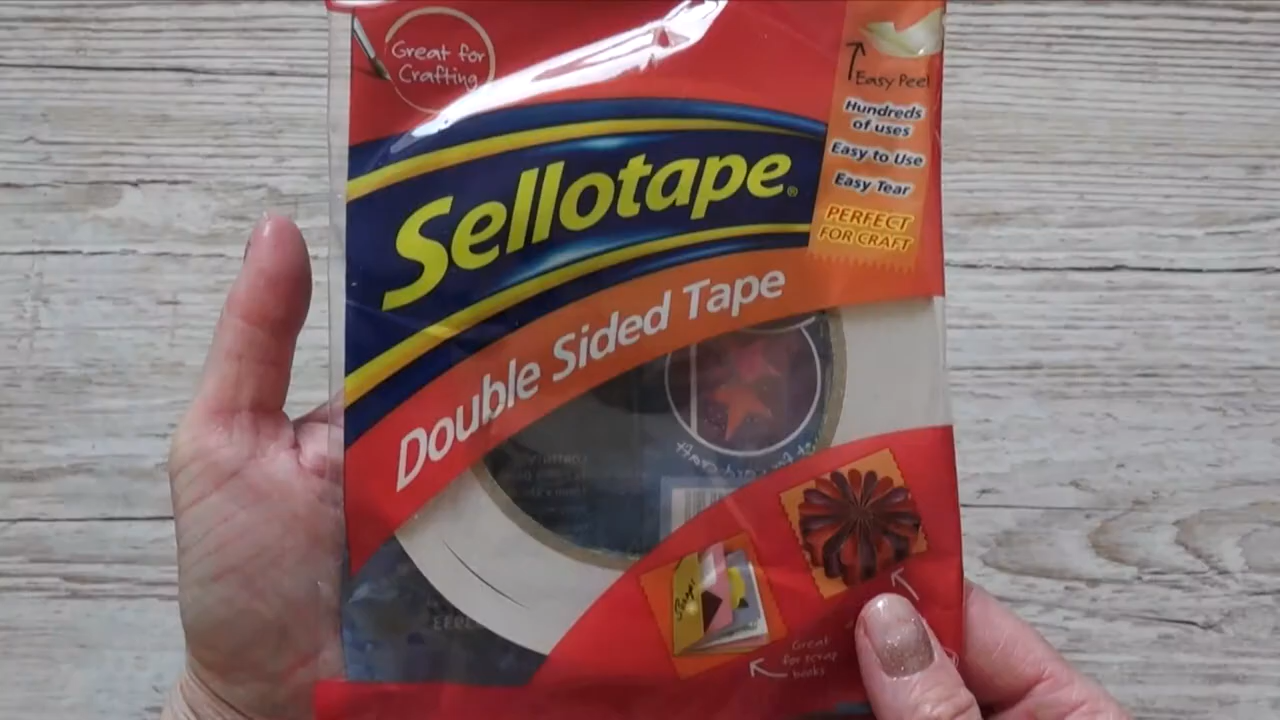 Great for
Crafting
Easy Peel
Hundreds
of uses
Easy to Use
Easy Tear
PERFECT
FOR CRAFT
Sellotape®
Double Sided Tape
Great
for scrap
books